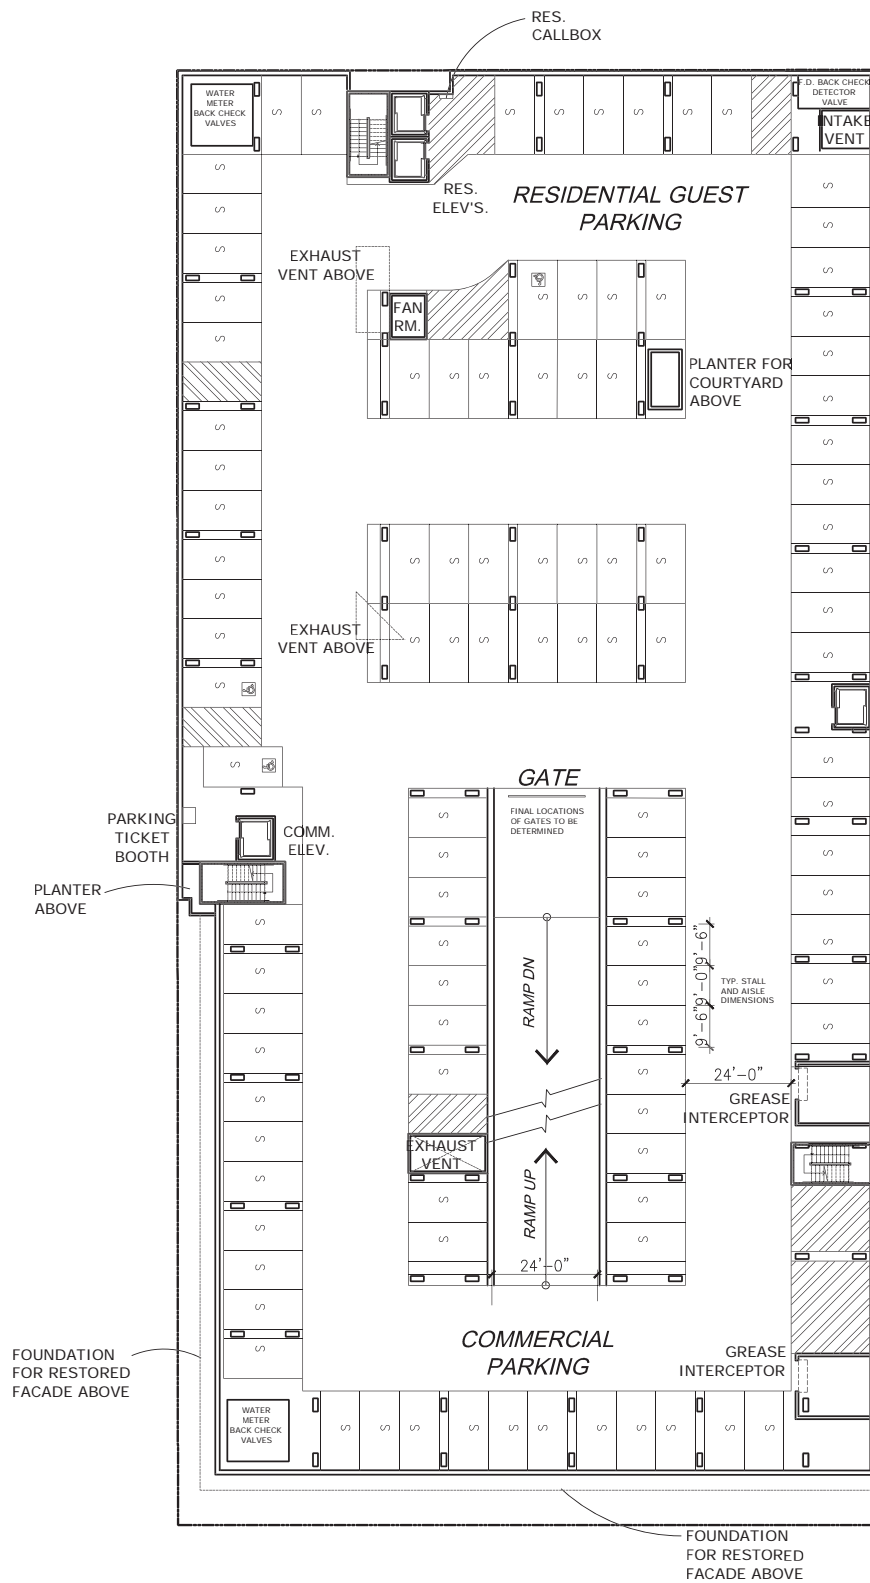 RES.
CALLBOX
WATER
METER
BACK CHECK
VALVES
F.D. BACK CHECK
DETECTOR
VALVE
INTAKE
VENT
RES.
ELEV'S.
RESIDENTIAL GUEST
PARKING
EXHAUST
VENT ABOVE
FAN
RM.
PLANTER FOR
COURTYARD
ABOVE
EXHAUST
VENT ABOVE
GATE
FINAL LOCATIONS
OF GATES TO BE
DETERMINED
PARKING
TICKET
BOOTH
COMM.
ELEV.
PLANTER
ABOVE
RAMP DN
9'-6"
9'-0"
9'-6"
TYP. STALL
AND AISLE
DIMENSIONS
24'-0"
GREASE
INTERCEPTOR
EXHAUST
VENT
RAMP UP
24'-0"
COMMERCIAL
PARKING
GREASE
INTERCEPTOR
FOUNDATION
FOR RESTORED
FACADE ABOVE
WATER
METER
BACK CHECK
VALVES
FOUNDATION
FOR RESTORED
FACADE ABOVE